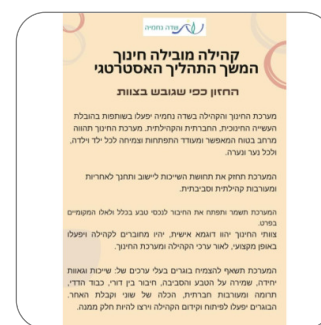 שדה נחמיה
קהילה מובילה חינוך
המשך התהליך האסטרטגי
החזון כפי שגובש בצוות
מערכת החינוך והקהילה בשדה נחמיה יפעלו בשותפות בהובלת
העשייה החינוכית, החברתית והקהילתית. מערכת חינוך תהווה
מרחב בטוח המאפשר ומעודד התפתחות וצמיחה לכל ילד וילדה,
ולכל נער ונערה.
המערכת תחזק את תחושת השייכות ליישוב ותחנך לאחריות
ומעורבות קהילתית וסביבתית.
המערכת תשמר ותפתח את החיבור לנכסי טבע בכלל ולאלו המקומיים
בפרט.
צוותי החינוך יהוו דוגמא אישית, יהיו מחוברים לקהילה ויפעלו
באופן מקצועי, לאור ערכי הקהילה ומערכת החינוך.
המערכת תשאף להצמיח בוגרים בעלי ערכים של: שייכות וגאוות
יחידה, שמירה על הטבע והסביבה, חיבור בין דורי, כבוד הדדי,
תרומה ומעורבות חברתית, הכלה של שוני וקבלת האחר.
הבוגרים יפעלו לפיתוח וקידום הקהילה וירצו להיות חלק ממנה.